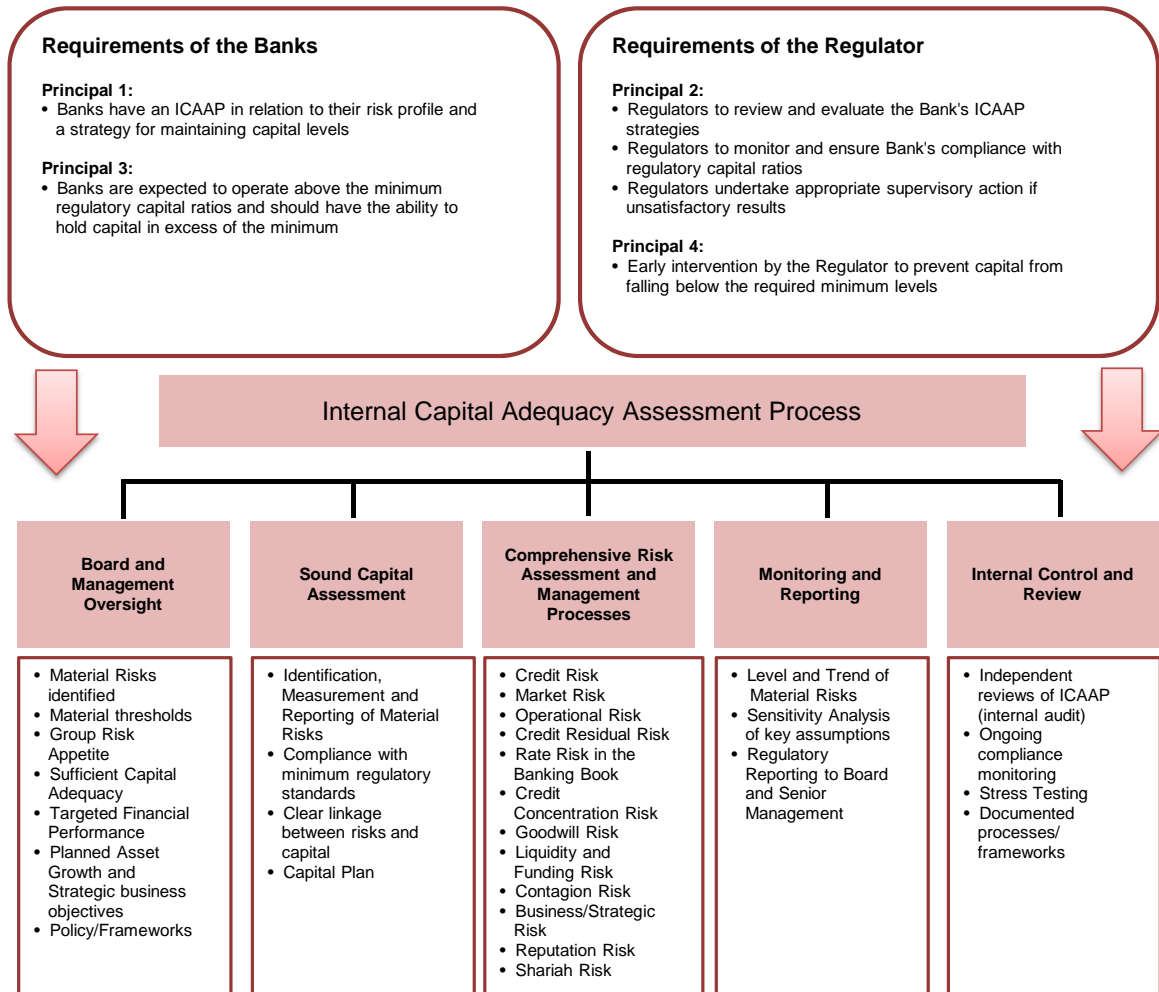 Requirements of the Banks
Principal 1:
• Banks have an ICAAP in relation to their risk profile and
a strategy for maintaining capital levels
Principal 3:
• Banks are expected to operate above the minimum
regulatory capital ratios and should have the ability to
hold capital in excess of the minimum
Requirements of the Regulator
Principal 2:
• Regulators to review and evaluate the Bank's ICAAP
strategies
• Regulators to monitor and ensure Bank's compliance with
regulatory capital ratios
• Regulators undertake appropriate supervisory action if
unsatisfactory results
Principal 4:
• Early intervention by the Regulator to prevent capital from
falling below the required minimum levels
Internal Capital Adequacy Assessment Process
Board and
Management
Oversight
• Material Risks
identified
• Material thresholds
• Group Risk
Appetite
• Sufficient Capital
Adequacy
• Targeted Financial
Performance
• Planned Asset
Growth and
Strategic business
objectives
• Policy/Frameworks
Sound Capital
Assessment
• Identification,
Measurement and
Reporting of Material
Risks
• Compliance with
minimum regulatory
standards
• Clear linkage
between risks and
capital
• Capital Plan
Comprehensive Risk
Assessment and
Management
Processes
• Credit Risk
• Market Risk
• Operational Risk
• Credit Residual Risk
• Rate Risk in the
Banking Book
• Credit
Concentration Risk
• Goodwill Risk
• Liquidity and
Funding Risk
• Contagion Risk
• Business/Strategic
Risk
• Reputation Risk
• Shariah Risk
Monitoring and
Reporting
• Level and Trend of
Material Risks
• Sensitivity Analysis
of key assumptions
• Regulatory
Reporting to Board
and Senior
Management
Internal Control and
Review
• Independent
reviews of ICAAP
(internal audit)
• Ongoing
compliance
monitoring
• Stress Testing
• Documented
processes/
frameworks